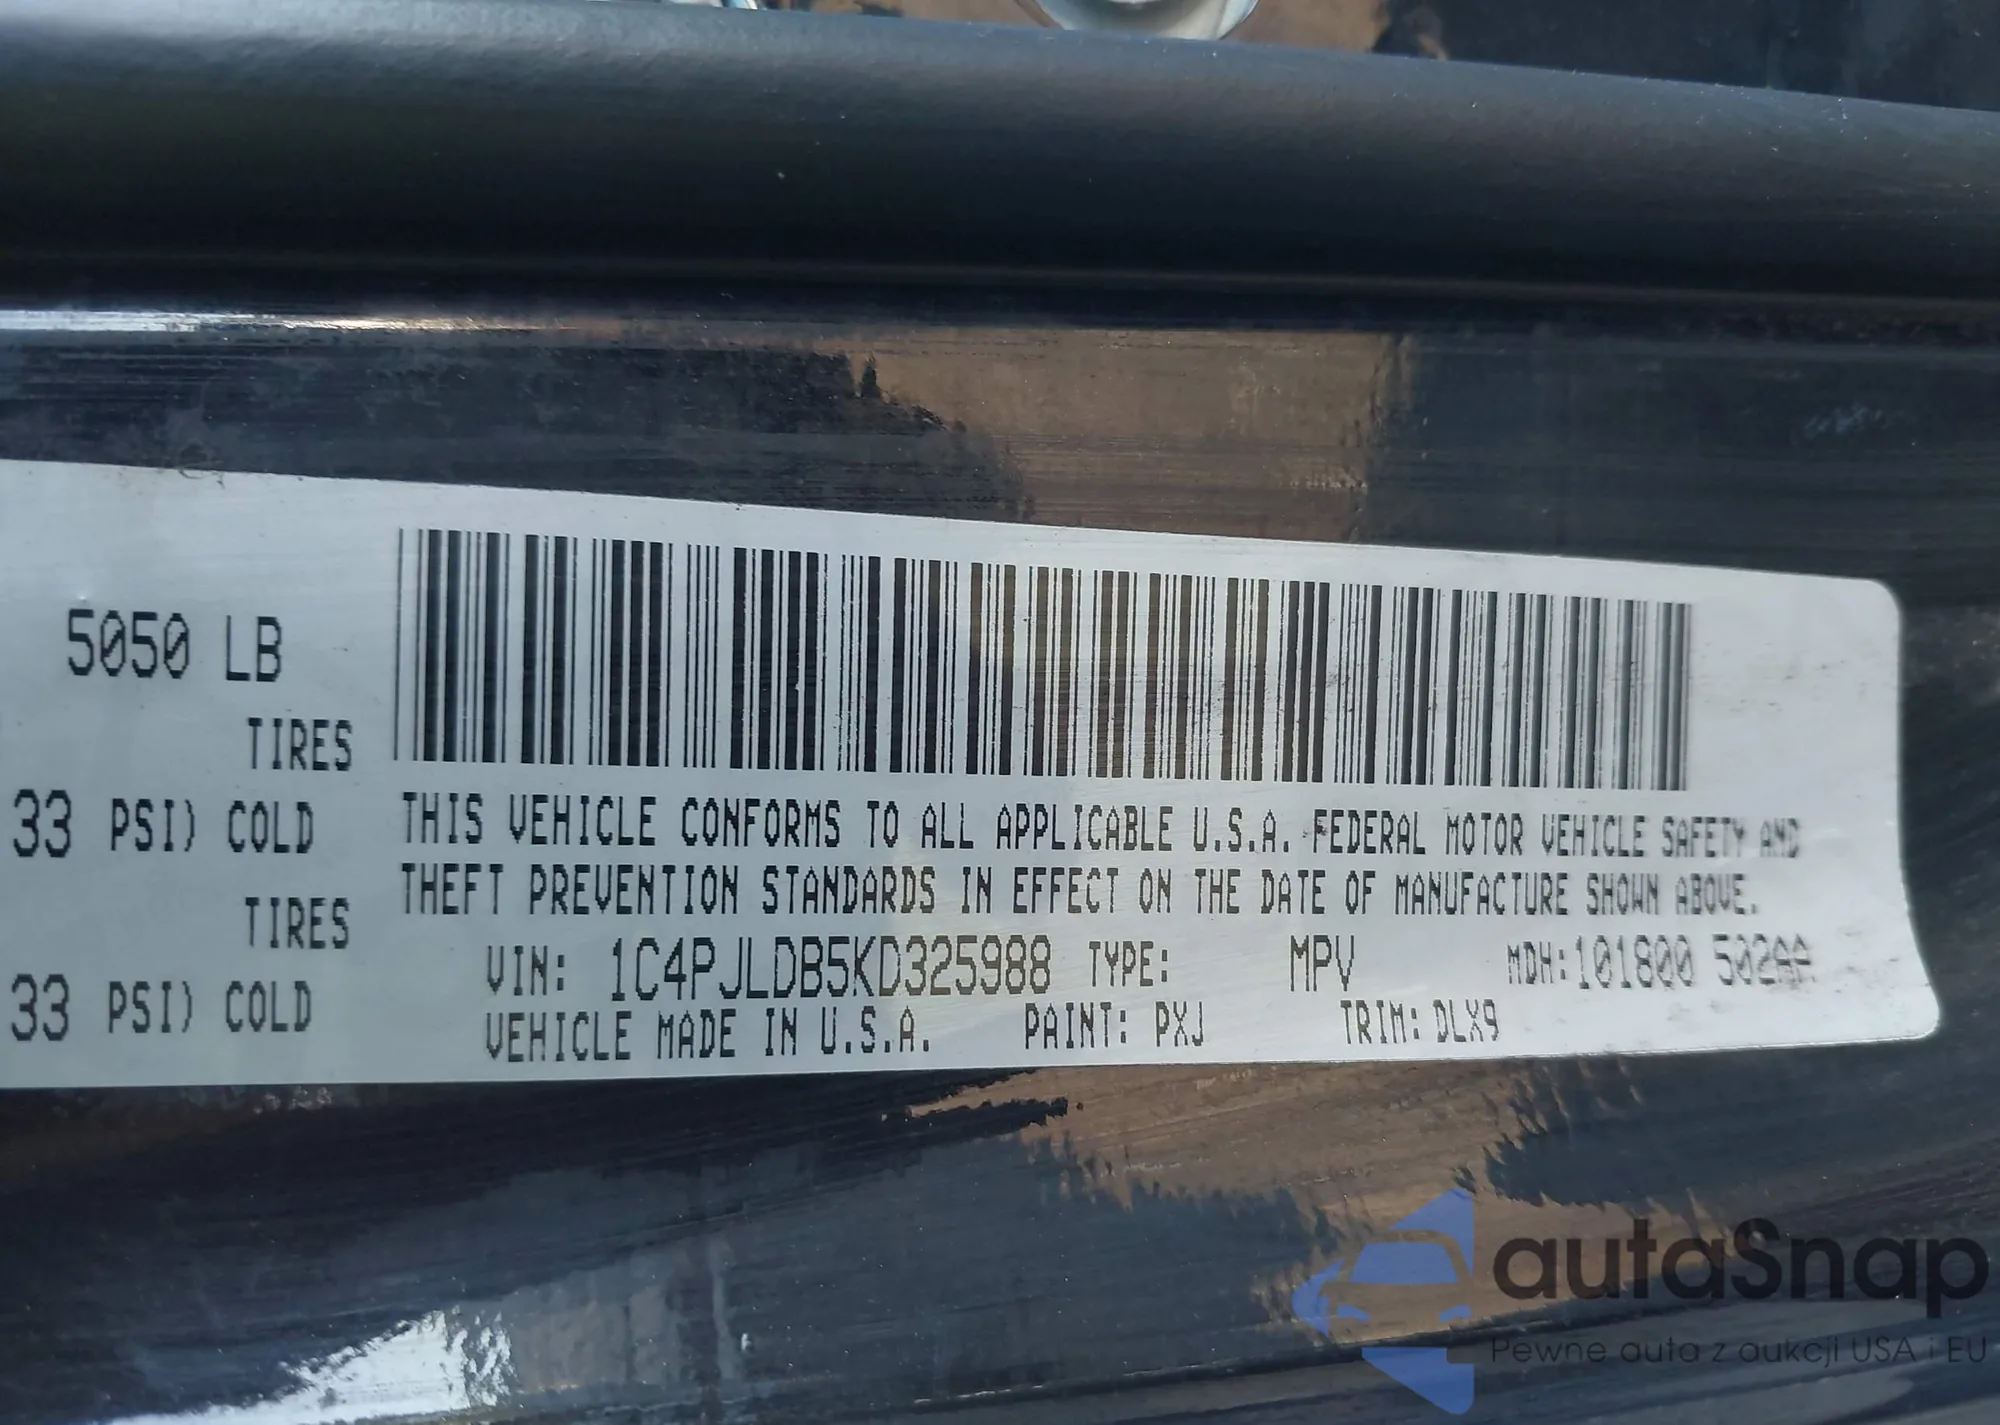 5050 LB
TIRES
33 PSI) COLD
TIRES
33 PSI) COLD
THIS VEHICLE CONFORMS TO ALL APPLICABLE U.S.A. FEDERAL MOTOR VEHICLE SAFETY AND
THEFT PREVENTION STANDARDS IN EFFECT ON THE DATE OF MANUFACTURE SHOWN ABOVE.
VIN: 1C4PJLDB5KD325988 TYPE: MPV MDH: 101800 502AA
VEHICLE MADE IN U.S.A. PAINT: PXJ TRIM: DLX9
autaSnap
Pewne auta z aukcji USA i EU